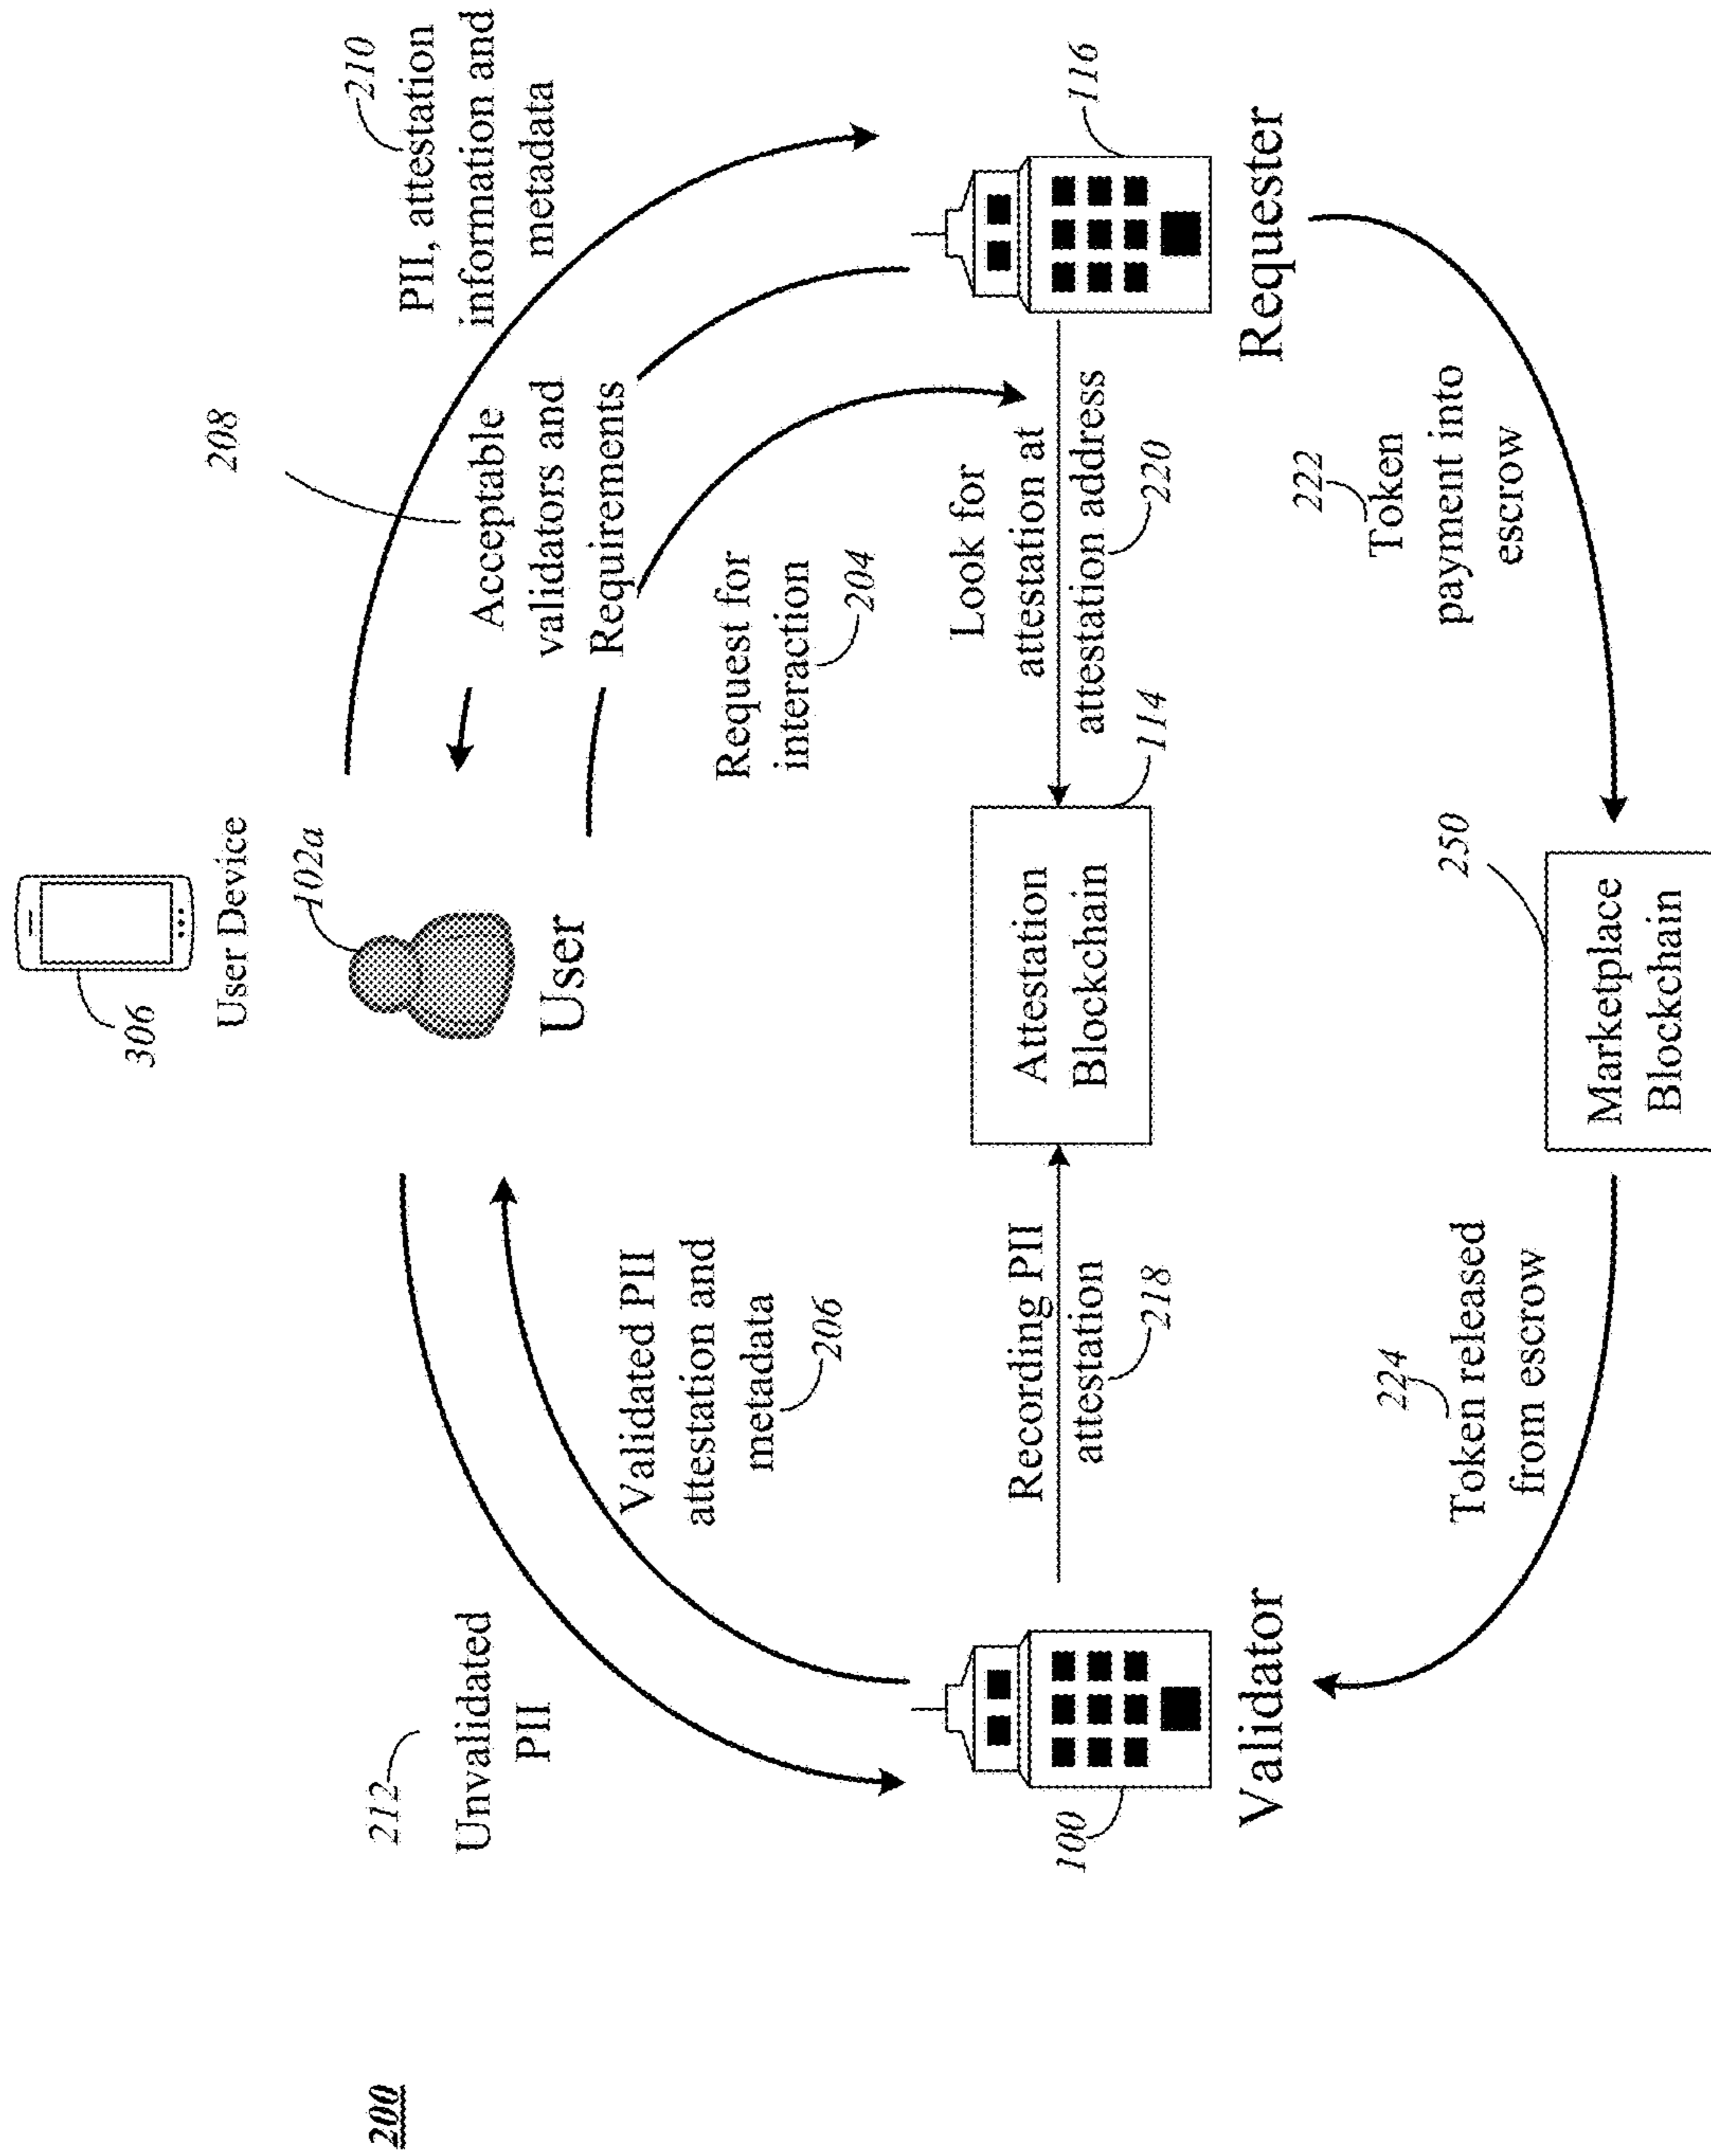 200
306
User Device
102a
User
212
Unvalidated
PII
Validated PII
attestation and
metadata
206
208
Acceptable
validators and
Requirements
210
PII, attestation
information and
metadata
Request for
interaction
204
100
Validator
Recording PII
attestation
218
Attestation
Blockchain
114
Look for
attestation at
attestation address
220
116
Requester
224
Token released
from escrow
Marketplace
Blockchain
250
222
Token
payment into
escrow